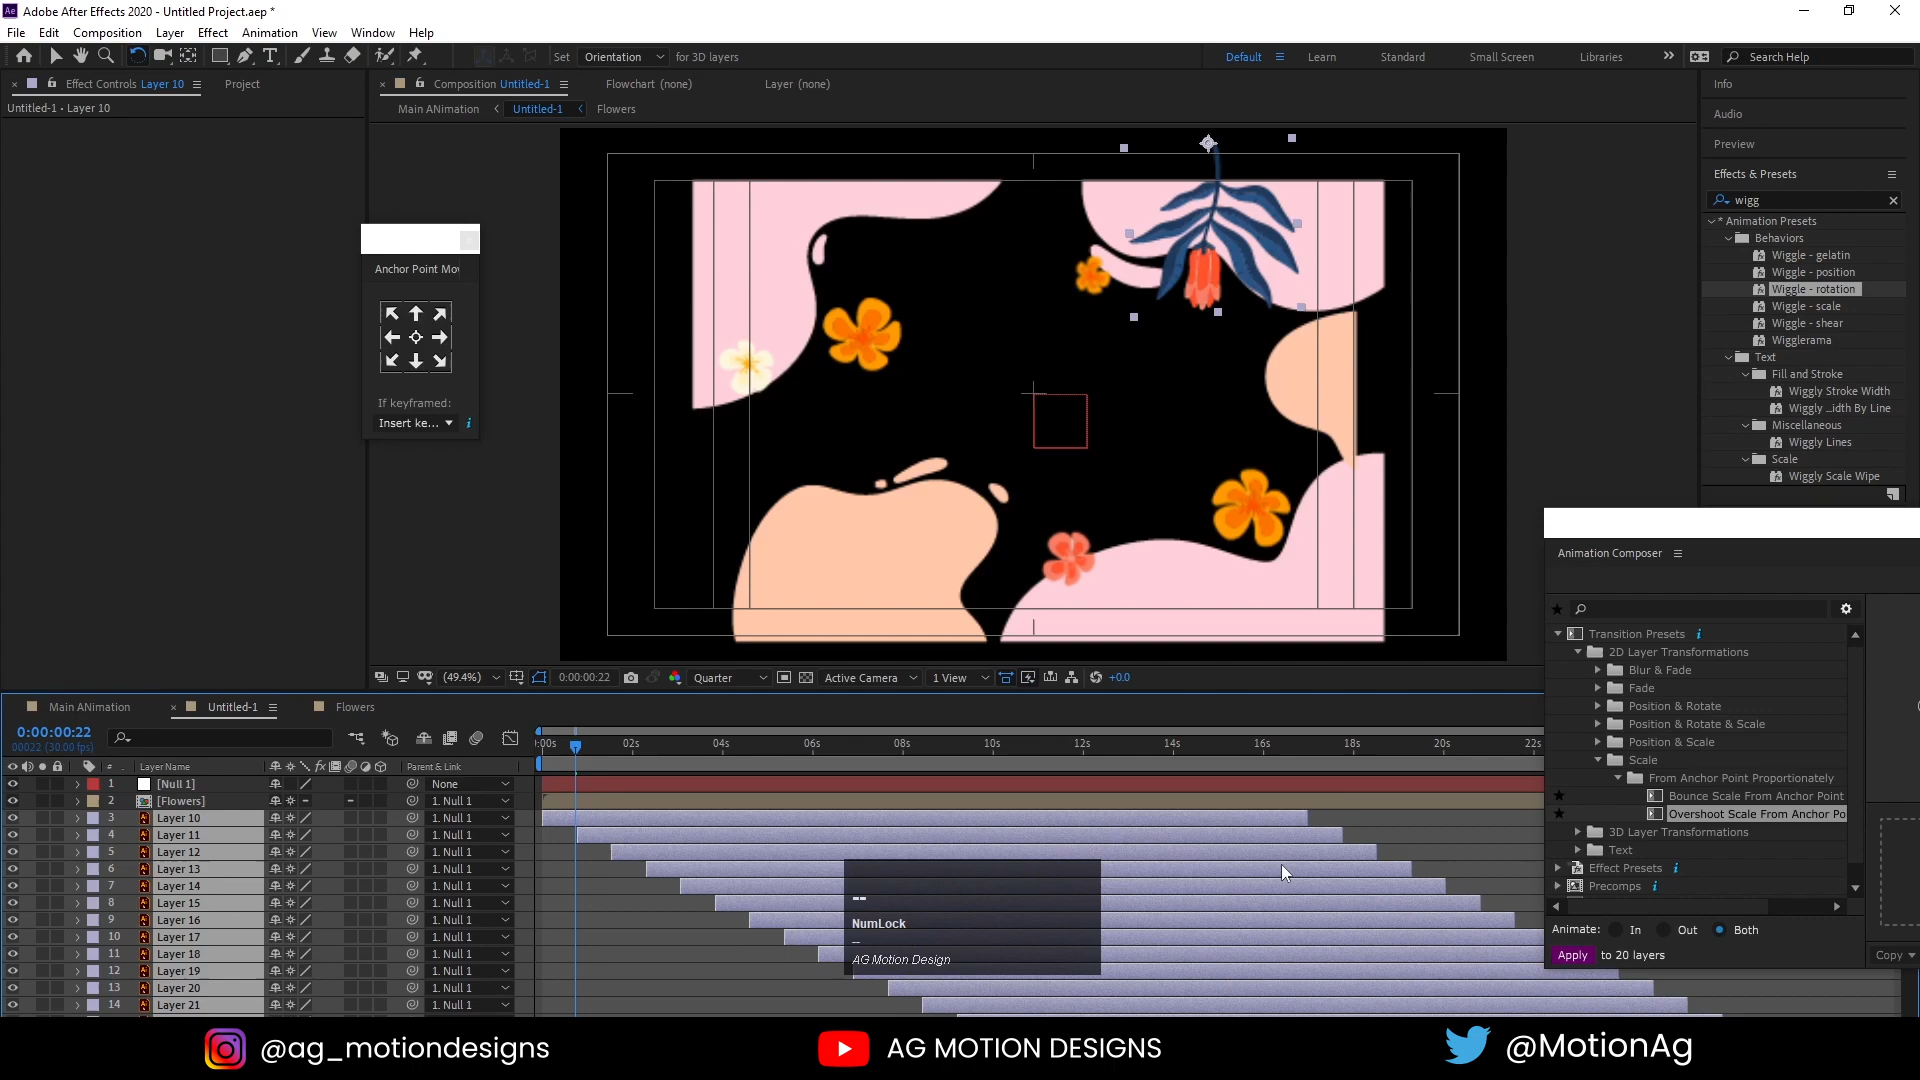 Ae Adobe After Effects 2020 - Untitled Project.aep *
File Edit Composition Layer Effect Animation View Window Help
Set Orientation for 3D layers
Default Learn Standard Small Screen Libraries
Search Help
Effect Controls Layer 10 Project
Untitled-1 • Layer 10
Composition Untitled-1 Flowchart (none) Layer (none)
Main ANimation Untitled-1 Flowers
Anchor Point Mov
If keyframed:
Insert ke...
Info
Audio
Preview
Effects & Presets
wigg
* Animation Presets
Behaviors
Wiggle - gelatin
Wiggle - position
Wiggle - rotation
Wiggle - scale
Wiggle - shear
Wigglerama
Text
Fill and Stroke
Wiggly Stroke Width
Wiggly ...idth By Line
Miscellaneous
Wiggly Lines
Scale
Wiggly Scale Wipe
(49.4%) 0:00:00:22 Quarter Active Camera 1 View +0.0
Animation Composer
Transition Presets
2D Layer Transformations
Blur & Fade
Fade
Position & Rotate
Position & Rotate & Scale
Position & Scale
Scale
From Anchor Point Proportionately
Bounce Scale From Anchor Point
Overshoot Scale From Anchor Po
3D Layer Transformations
Text
Effect Presets
Precomps
Animate: In Out Both
Apply to 20 layers
Copy
Main ANimation Untitled-1 Flowers
0:00:00:22
00022 (30.00 fps)
:00s 02s 04s 06s 08s 10s 12s 14s 16s 18s 20s 22s
# Layer Name Parent & Link
1 [Null 1] None
2 [Flowers] 1. Null 1
3 Layer 10 1. Null 1
4 Layer 11 1. Null 1
5 Layer 12 1. Null 1
6 Layer 13 1. Null 1
7 Layer 14 1. Null 1
8 Layer 15 1. Null 1
9 Layer 16 1. Null 1
10 Layer 17 1. Null 1
11 Layer 18 1. Null 1
12 Layer 19 1. Null 1
13 Layer 20 1. Null 1
14 Layer 21 1. Null 1
--
NumLock
--
AG Motion Design
@ag_motiondesigns AG MOTION DESIGNS @MotionAg